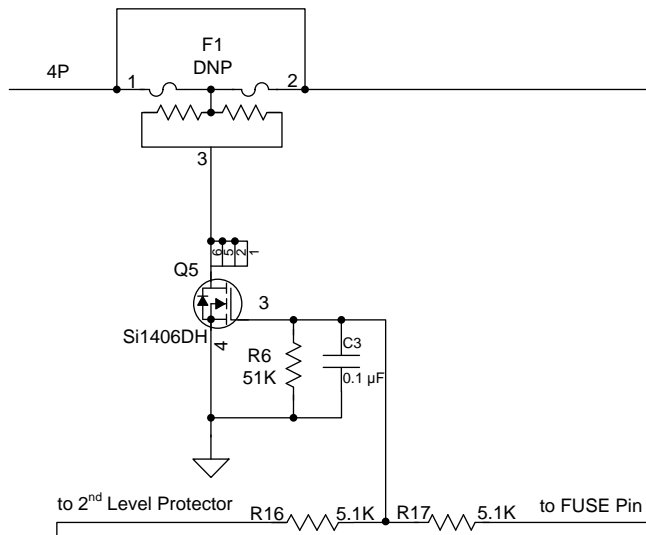 F1
DNP
4P
1
2
3
6
5
2
1
Q5
3
Si1406DH
4
R6
51K
C3
0.1 µF
to 2nd Level Protector
R16
5.1K
R17
5.1K
to FUSE Pin